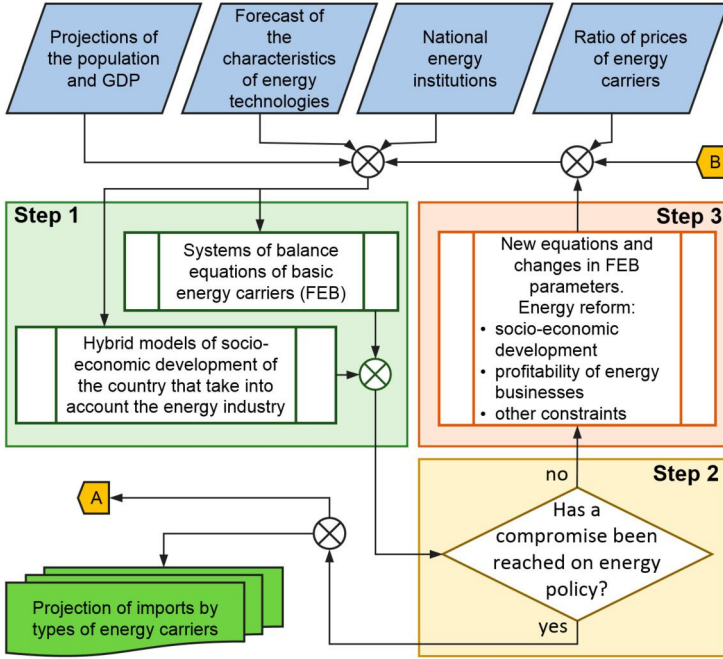 Projections of
the population
and GDP
Forecast of
the
characteristics
of energy
technologies
National
energy
institutions
Ratio of prices
of energy
carriers
B
Step 1
Systems of balance
equations of basic
energy carriers (FEB)
Hybrid models of socio-
economic development of
the country that take into
account the energy industry
Step 3
New equations and
changes in FEB
parameters.
Energy reform:
• socio-economic
development
• profitability of energy
businesses
• other constraints
Step 2
no
Has a
compromise been
reached on energy
policy?
yes
A
Projection of imports by
types of energy carriers